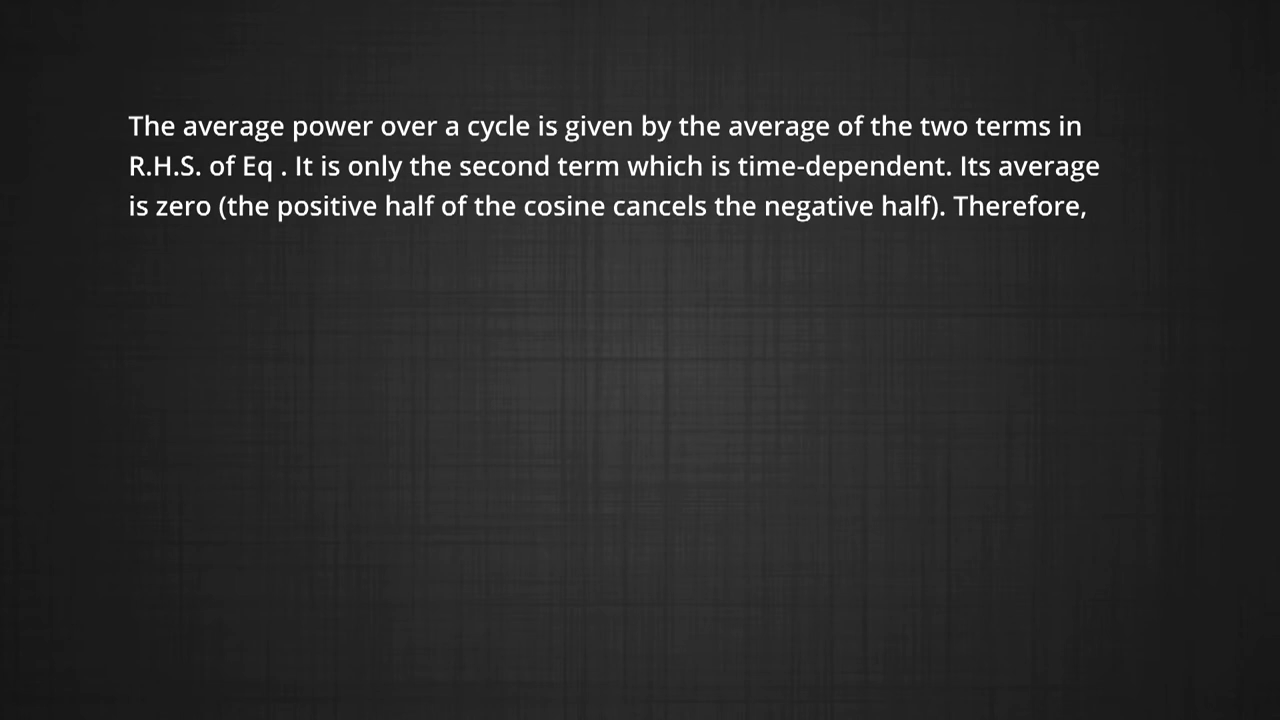 The average power over a cycle is given by the average of the two terms in
R.H.S. of Eq . It is only the second term which is time-dependent. Its average
is zero (the positive half of the cosine cancels the negative half). Therefore,